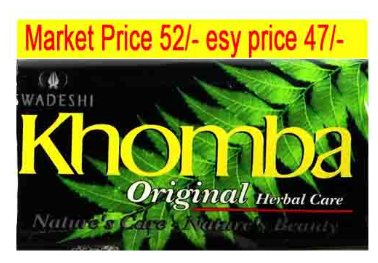 Market Price 52/- esy price 47/-
SWADESHI
Khomba
Original Herbal Care
Nature's Care · Nature's Beauty